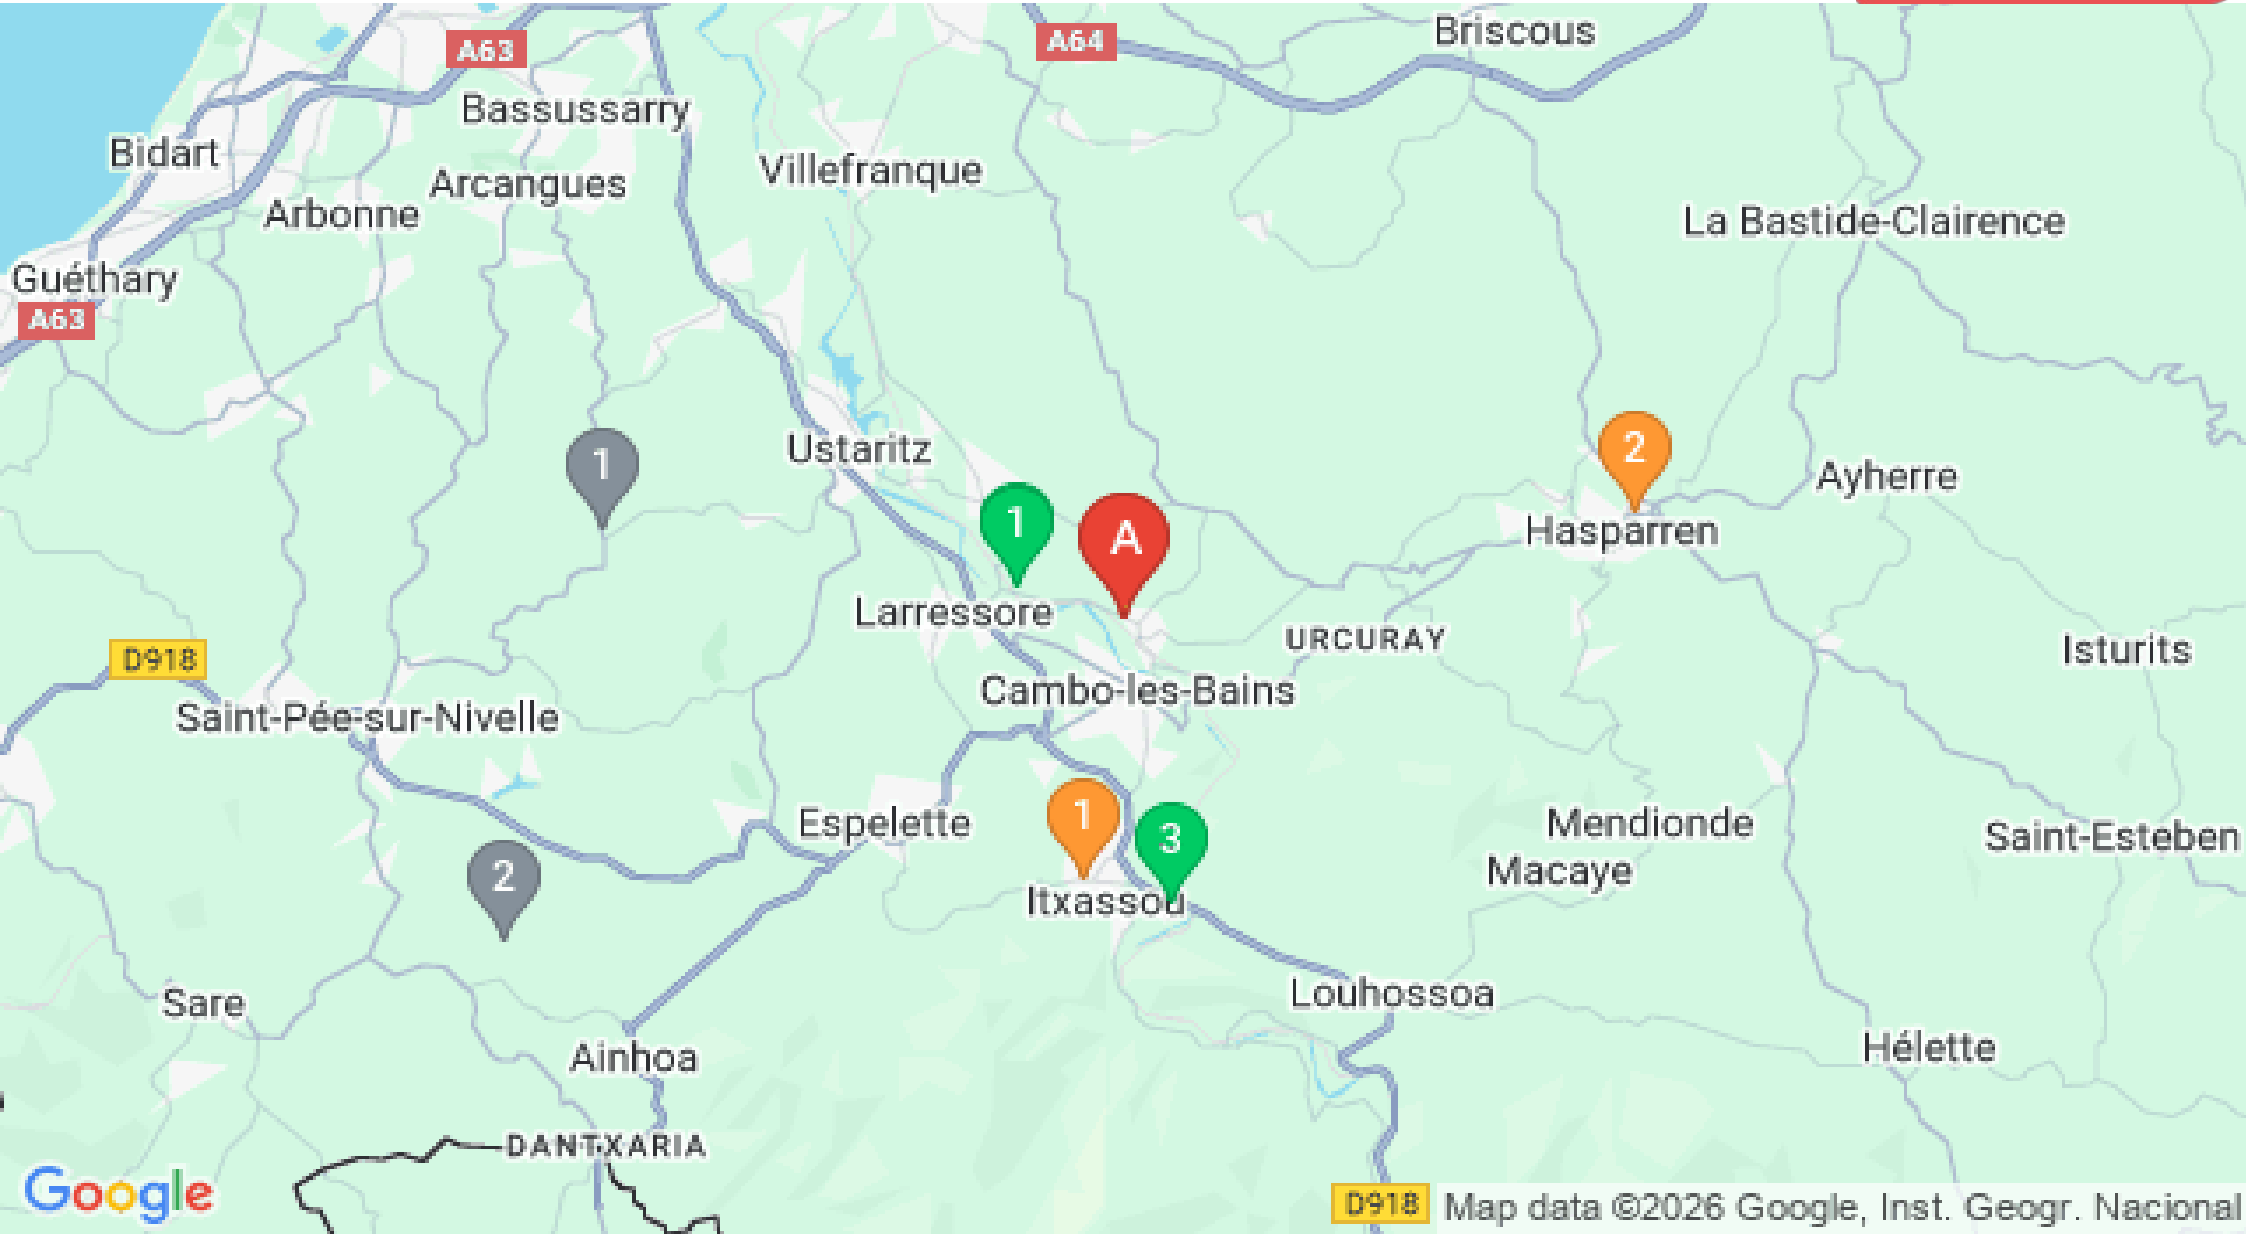 Briscous
A64
A63
Bassussarry
Bidart
Villefranque
Arcangues
Arbonne
La Bastide-Clairence
Guéthary
A63
Ustaritz
2
1
Ayherre
1
A
Hasparren
Larressore
URCURAY
Isturits
D918
Cambo-les-Bains
Saint-Pée-sur-Nivelle
1
3
Espelette
Mendionde
Saint-Esteben
2
Macaye
Itxassou
Louhossoa
Sare
Hélette
Ainhoa
DANTXARIA
Google
D918
Map data ©2026 Google, Inst. Geogr. Nacional